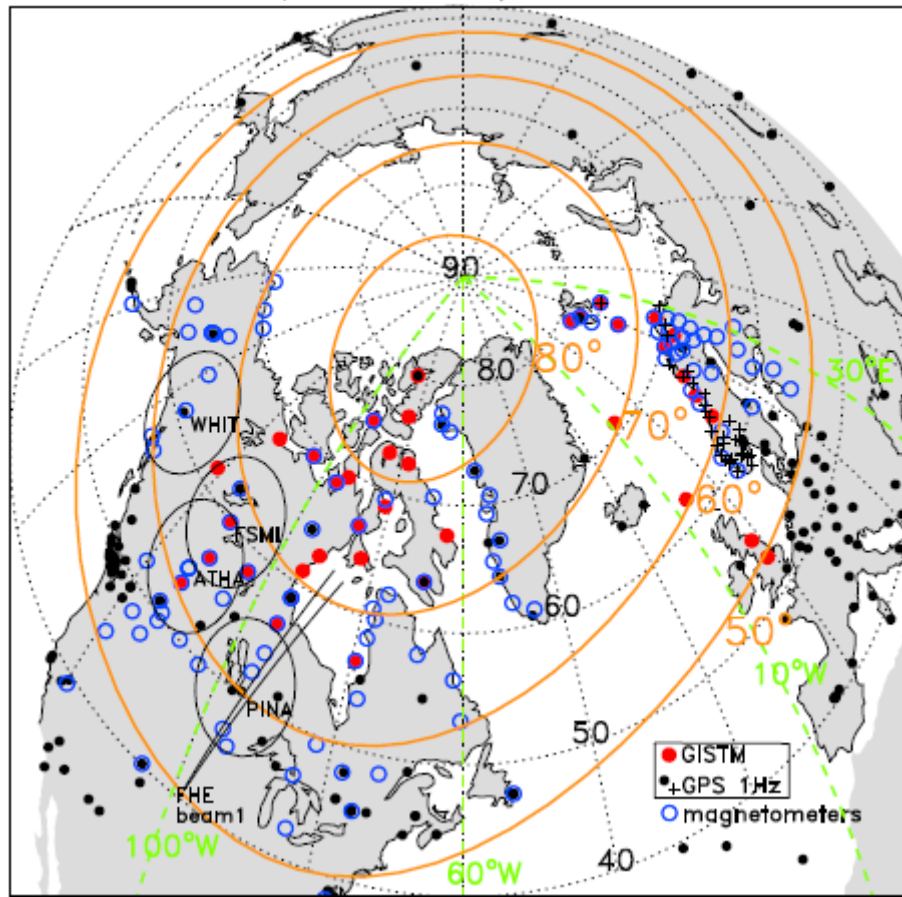 90
80
80°
30°E
70°
WHIT
70
60°
FSMI
ATHA
60
50°
10°W
PINA
50
GISTM
GPS 1Hz
magnetometers
FHE
beam1
100°W
60°W
40